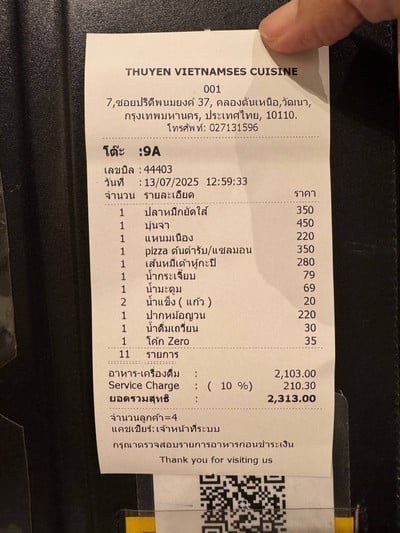 THUYEN VIETNAMSES CUISINE
001
7,ซอยปรีดีพนมยงค์ 37, คลองตันเหนือ,วัฒนา,
กรุงเทพมหานคร, ประเทศไทย, 10110.
โทรศัพท์: 027131596
โต๊ะ :9A
เลขบิล : 44403
วันที่ : 13/07/2025 12:59:33
จำนวน รายละเอียด ราคา
1 ปลาหมึกยัดใส้ 350
1 บุ๋นจ่า 450
1 แหนมเนือง 220
1 pizza ต้นตำรับ/แซลมอน 350
1 เส้นหมี่เต้าหู้กะปิ 280
1 น้ำกระเจี๊ยบ 79
1 น้ำมะตูม 69
2 น้ำแข็ง ( แก้ว ) 20
1 ปากหม้อญวน 220
1 น้ำดื่มเถวียน 30
1 โค๊ก Zero 35
11 รายการ
อาหาร-เครื่องดื่ม : 2,103.00
Service Charge : ( 10 %) 210.30
ยอดรวมสุทธิ : 2,313.00
จำนวนลูกค้า=4
แคชเชียร์: เจ้าหน้าที่ระบบ
กรุณาตรวจสอบรายการอาหารก่อนชำระเงิน
Thank you for visiting us